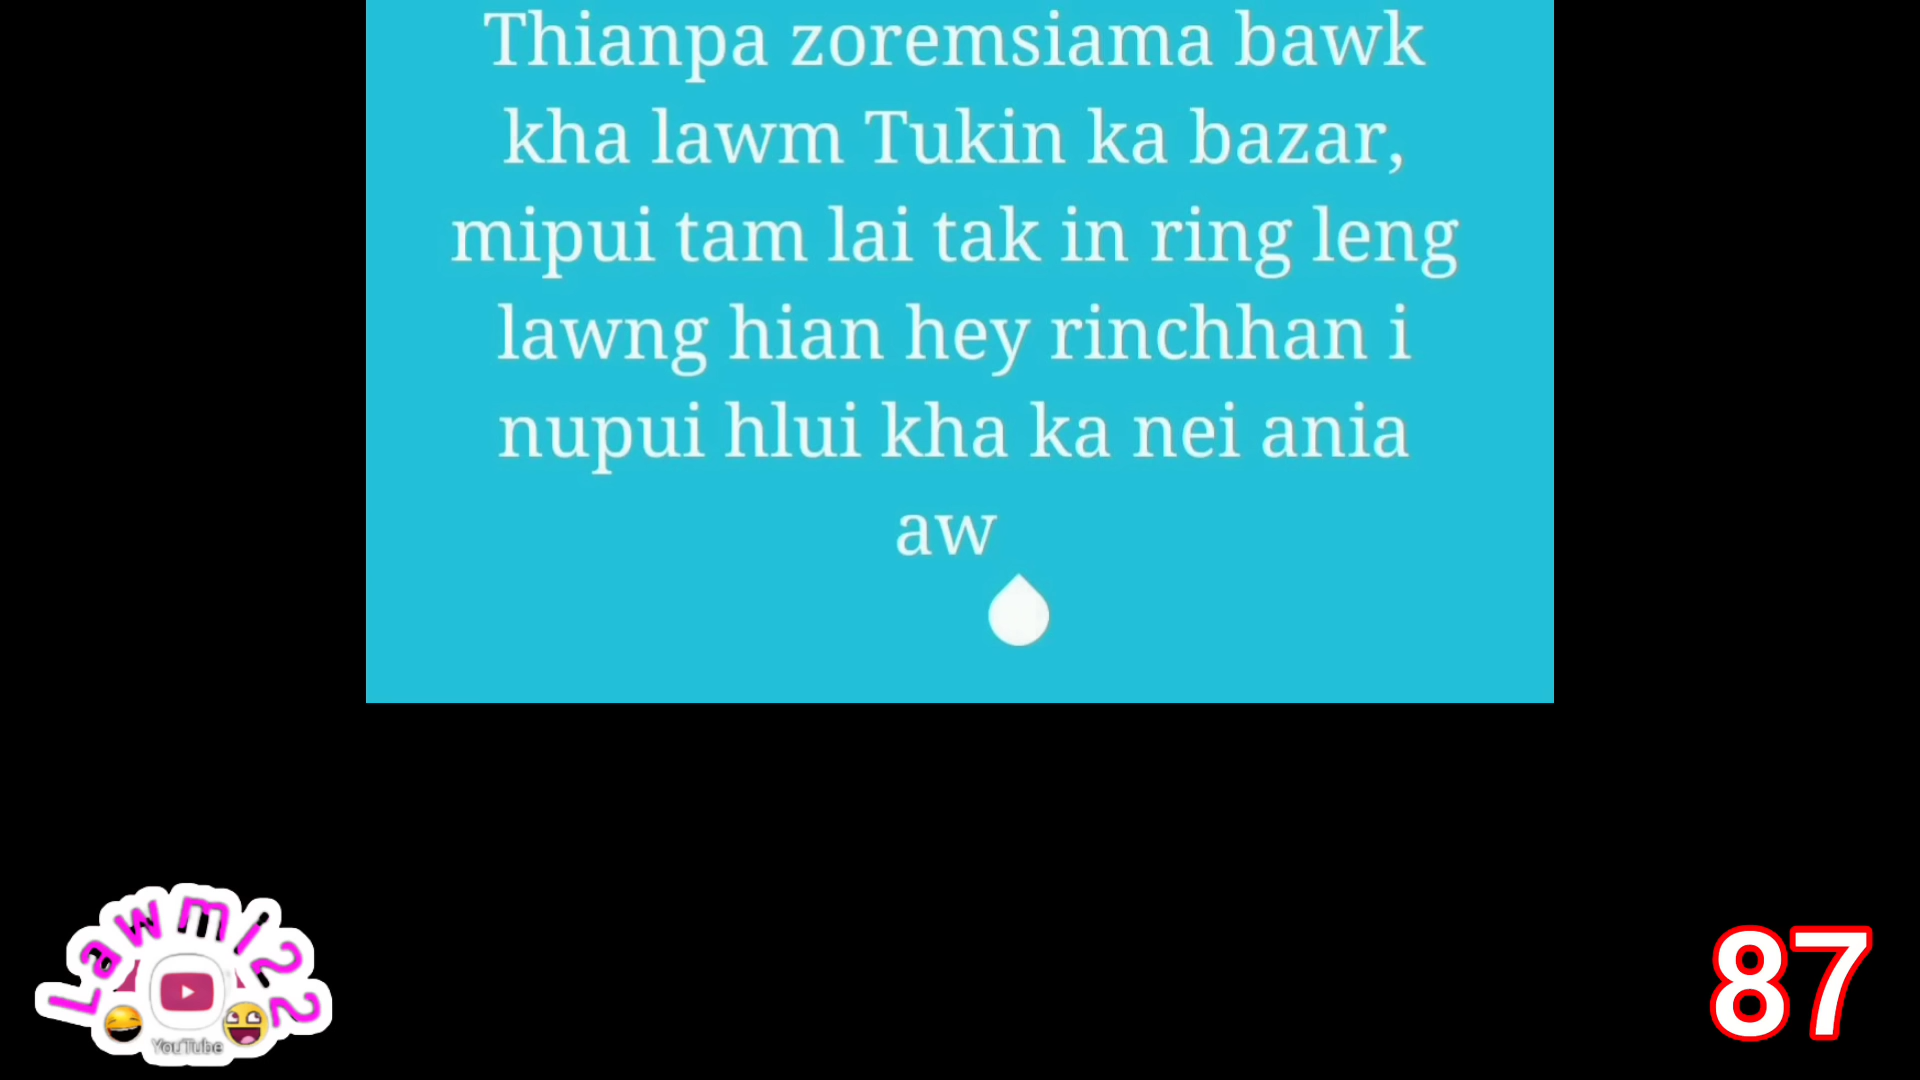 Thianpa zoremsiama bawk
kha lawm Tukin ka bazar,
mipui tam lai tak in ring leng
lawng hian hey rinchhan i
nupui hlui kha ka nei ania
aw
Lawmi22
YouTube
87